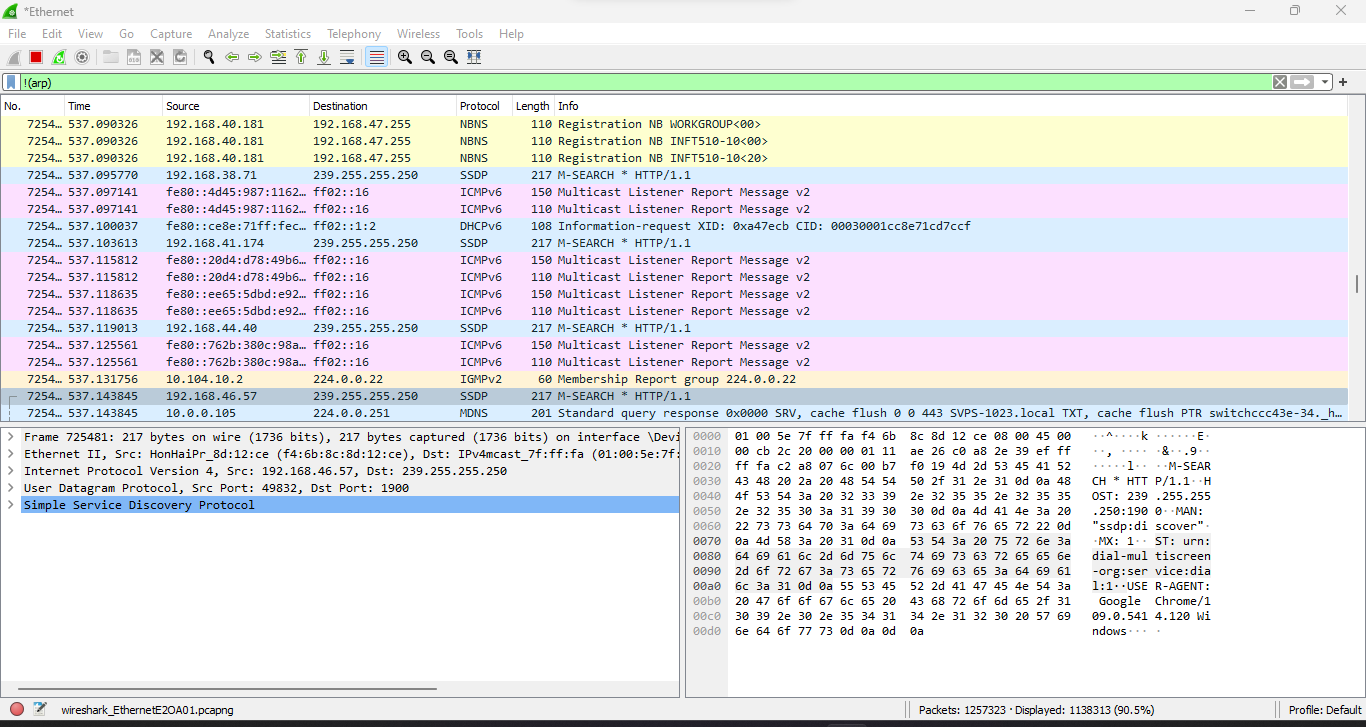 *Ethernet
File Edit View Go Capture Analyze Statistics Telephony Wireless Tools Help
!(arp)
No. Time Source Destination Protocol Length Info
7254… 537.090326 192.168.40.181 192.168.47.255 NBNS 110 Registration NB WORKGROUP<00>
7254… 537.090326 192.168.40.181 192.168.47.255 NBNS 110 Registration NB INFT510-10<00>
7254… 537.090326 192.168.40.181 192.168.47.255 NBNS 110 Registration NB INFT510-10<20>
7254… 537.095770 192.168.38.71 239.255.255.250 SSDP 217 M-SEARCH * HTTP/1.1
7254… 537.097141 fe80::4d45:987:1162… ff02::16 ICMPv6 150 Multicast Listener Report Message v2
7254… 537.097141 fe80::4d45:987:1162… ff02::16 ICMPv6 110 Multicast Listener Report Message v2
7254… 537.100037 fe80::ce8e:71ff:fec… ff02::1:2 DHCPv6 108 Information-request XID: 0xa47ecb CID: 00030001cc8e71cd7ccf
7254… 537.103613 192.168.41.174 239.255.255.250 SSDP 217 M-SEARCH * HTTP/1.1
7254… 537.115812 fe80::20d4:d78:49b6… ff02::16 ICMPv6 150 Multicast Listener Report Message v2
7254… 537.115812 fe80::20d4:d78:49b6… ff02::16 ICMPv6 110 Multicast Listener Report Message v2
7254… 537.118635 fe80::ee65:5dbd:e92… ff02::16 ICMPv6 150 Multicast Listener Report Message v2
7254… 537.118635 fe80::ee65:5dbd:e92… ff02::16 ICMPv6 110 Multicast Listener Report Message v2
7254… 537.119013 192.168.44.40 239.255.255.250 SSDP 217 M-SEARCH * HTTP/1.1
7254… 537.125561 fe80::762b:380c:98a… ff02::16 ICMPv6 150 Multicast Listener Report Message v2
7254… 537.125561 fe80::762b:380c:98a… ff02::16 ICMPv6 110 Multicast Listener Report Message v2
7254… 537.131756 10.104.10.2 224.0.0.22 IGMPv2 60 Membership Report group 224.0.0.22
7254… 537.143845 192.168.46.57 239.255.255.250 SSDP 217 M-SEARCH * HTTP/1.1
7254… 537.143845 10.0.0.105 224.0.0.251 MDNS 201 Standard query response 0x0000 SRV, cache flush 0 0 443 SVPS-1023.local TXT, cache flush PTR switchccc43e-34._h…
Frame 725481: 217 bytes on wire (1736 bits), 217 bytes captured (1736 bits) on interface \Devi
Ethernet II, Src: HonHaiPr_8d:12:ce (f4:6b:8c:8d:12:ce), Dst: IPv4mcast_7f:ff:fa (01:00:5e:7f:
Internet Protocol Version 4, Src: 192.168.46.57, Dst: 239.255.255.250
User Datagram Protocol, Src Port: 49832, Dst Port: 1900
Simple Service Discovery Protocol
0000 01 00 5e 7f ff fa f4 6b 8c 8d 12 ce 08 00 45 00 ··^····k ······E·
0010 00 cb 2c 20 00 00 01 11 ae 26 c0 a8 2e 39 ef ff ··, ···· ·&···.9··
0020 ff fa c2 a8 07 6c 00 b7 f0 19 4d 2d 53 45 41 52 ·····l·· ··M-SEAR
0030 43 48 20 2a 20 48 54 54 50 2f 31 2e 31 0d 0a 48 CH * HTT P/1.1··H
0040 4f 53 54 3a 20 32 33 39 2e 32 35 35 2e 32 35 35 OST: 239 .255.255
0050 2e 32 35 30 3a 31 39 30 30 0d 0a 4d 41 4e 3a 20 .250:190 0··MAN:
0060 22 73 73 64 70 3a 64 69 73 63 6f 76 65 72 22 0d "ssdp:di scover"·
0070 0a 4d 58 3a 20 31 0d 0a 53 54 3a 20 75 72 6e 3a ·MX: 1·· ST: urn:
0080 64 69 61 6c 2d 6d 75 6c 74 69 73 63 72 65 65 6e dial-mul tiscreen
0090 2d 6f 72 67 3a 73 65 72 76 69 63 65 3a 64 69 61 -org:ser vice:dia
00a0 6c 3a 31 0d 0a 55 53 45 52 2d 41 47 45 4e 54 3a l:1··USE R-AGENT:
00b0 20 47 6f 6f 67 6c 65 20 43 68 72 6f 6d 65 2f 31 Google Chrome/1
00c0 30 39 2e 30 2e 35 34 31 34 2e 31 32 30 20 57 69 09.0.541 4.120 Wi
00d0 6e 64 6f 77 73 0d 0a 0d 0a ndows··· ·
wireshark_EthernetE2OA01.pcapng Packets: 1257323 · Displayed: 1138313 (90.5%) Profile: Default